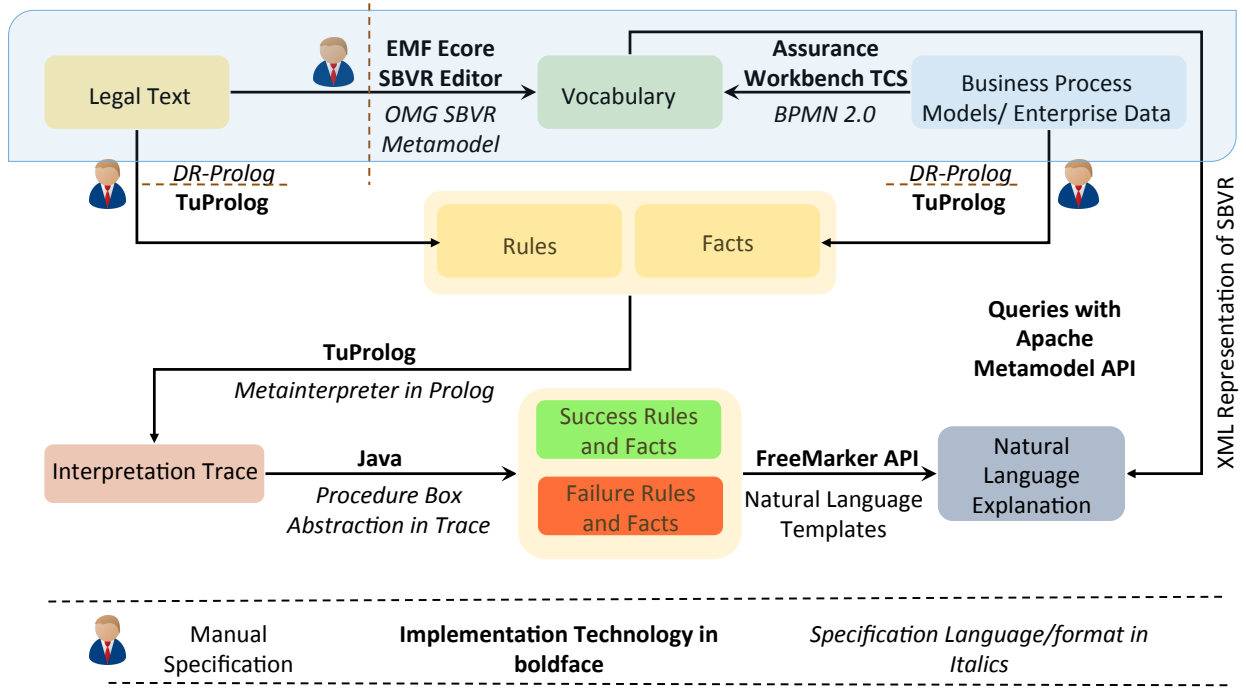 EMF Ecore
SBVR Editor
Assurance
Workbench TCS
Legal Text
Vocabulary
Business Process
Models/ Enterprise Data
OMG SBVR
Metamodel
BPMN 2.0
DR-Prolog
TuProlog
DR-Prolog
TuProlog
Rules
Facts
XML Representation of SBVR
Queries with
Apache
Metamodel API
TuProlog
Metainterpreter in Prolog
Interpretation Trace
Java
Procedure Box
Abstraction in Trace
Success Rules
and Facts
Failure Rules
and Facts
FreeMarker API
Natural Language
Templates
Natural
Language
Explanation
Manual
Specification
Implementation Technology in
boldface
Specification Language/format in
Italics